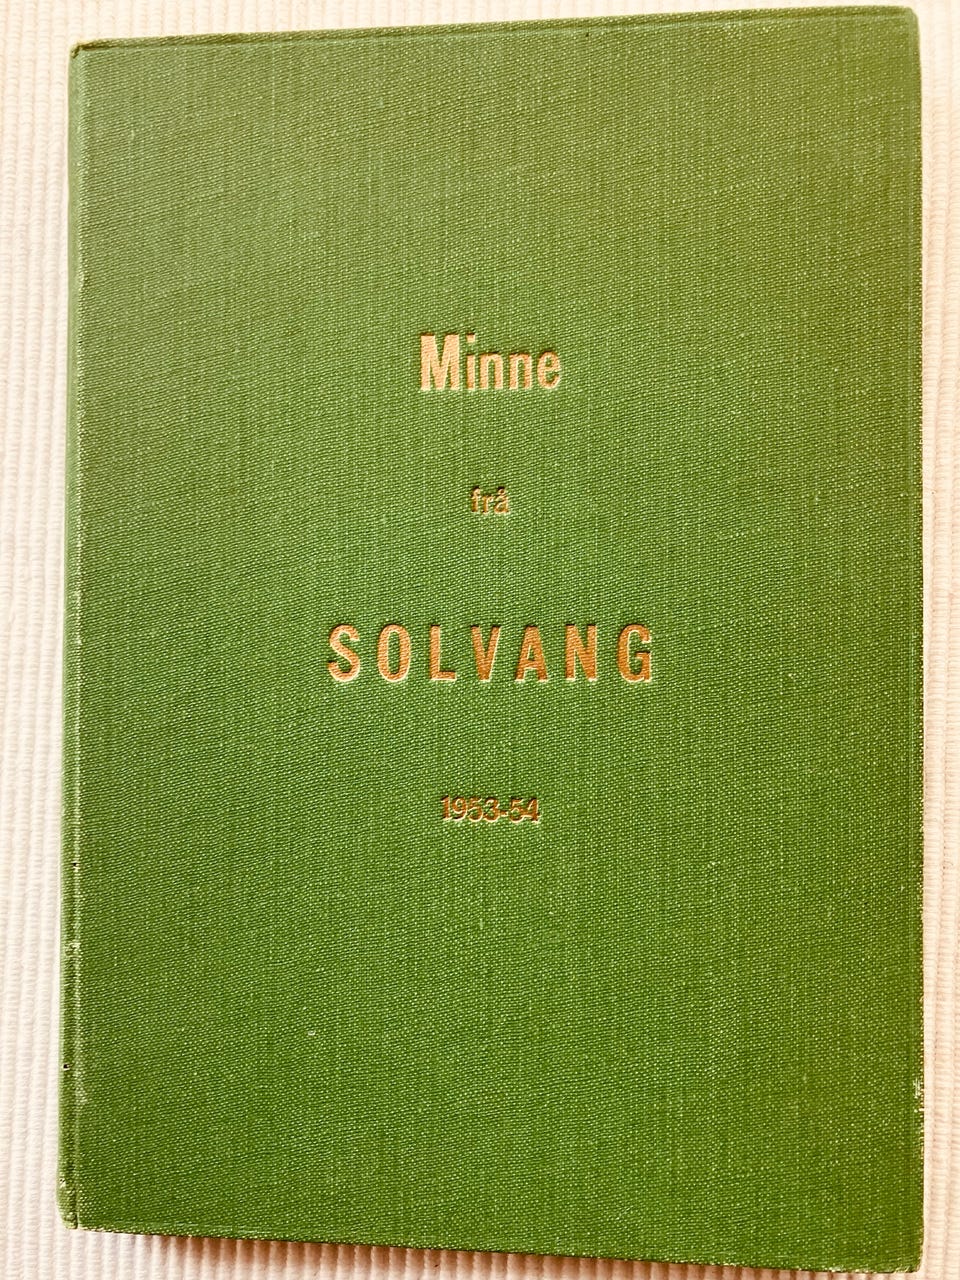 Minne
frå
SOLVANG
1953-54